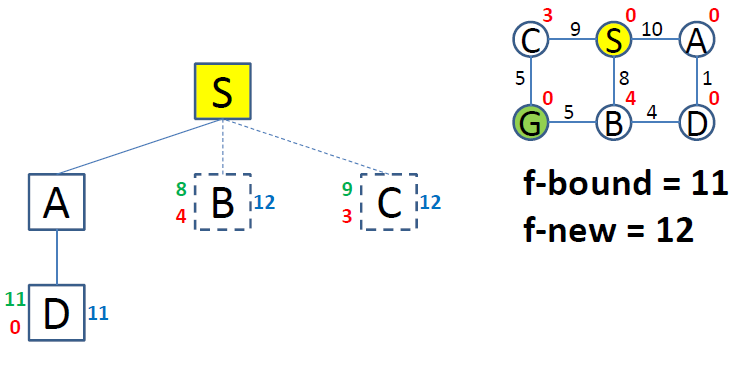 3 0 0
C 9 S 10 A
5 8 1
0 4 0
G 5 B 4 D
S
A
8
4 B 12
9
3 C 12
11
0 D 11
f-bound = 11
f-new = 12